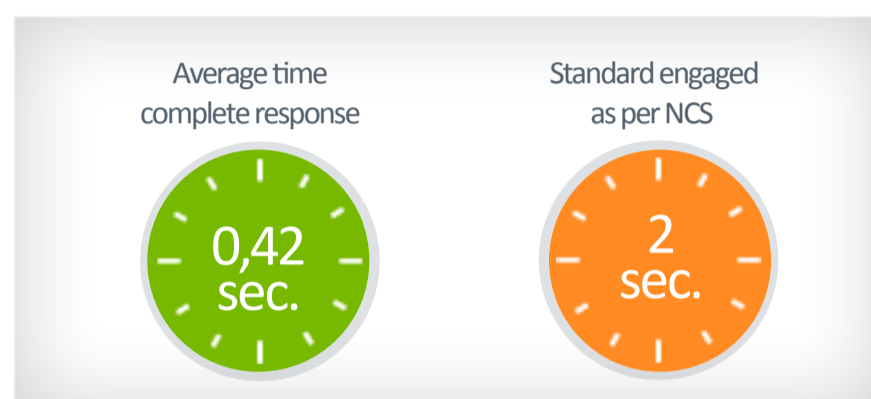 Average time
complete response
0,42
sec.
Standard engaged
as per NCS
2
sec.